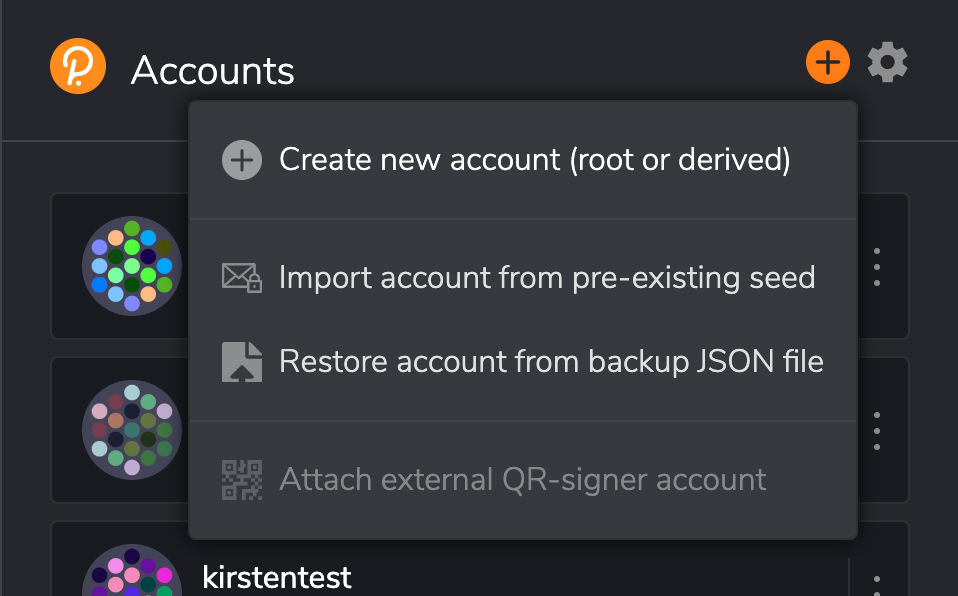 Accounts
Create new account (root or derived)
Import account from pre-existing seed
Restore account from backup JSON file
Attach external QR-signer account
kirstentest